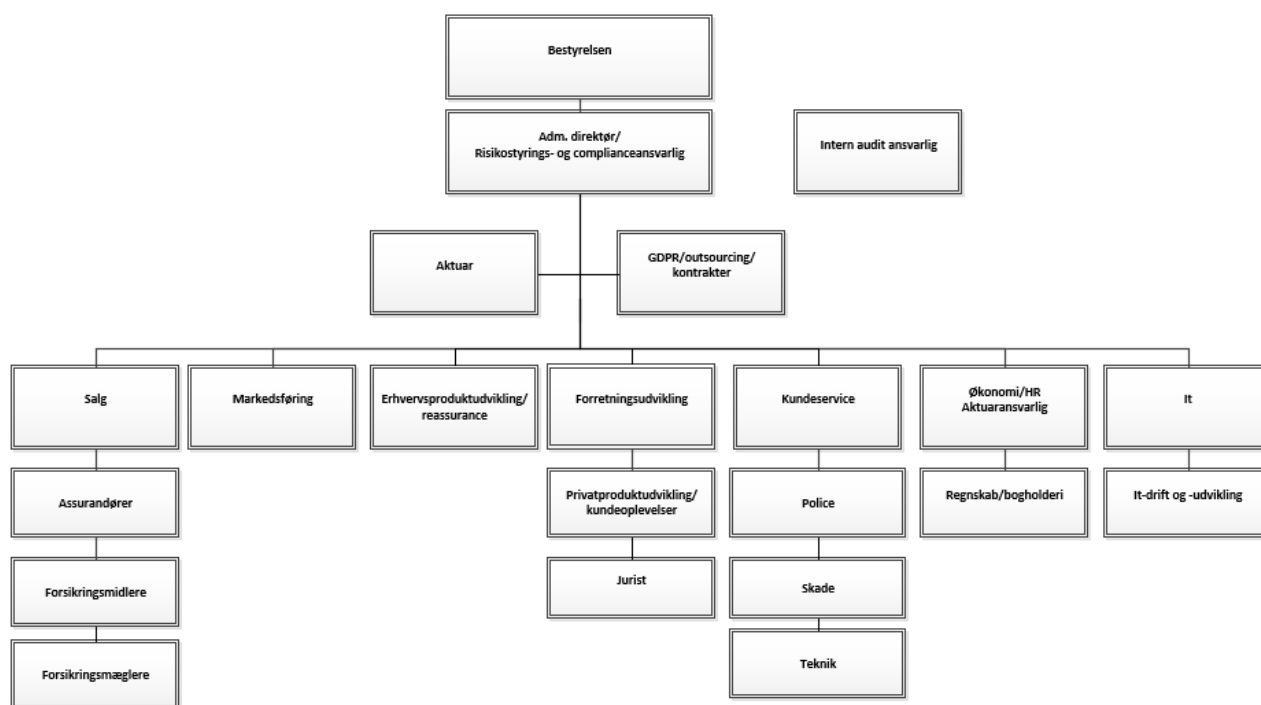 Bestyrelsen
Adm. direktør/
Risikostyrings- og complianceansvarlig
Intern audit ansvarlig
Aktuar
GDPR/outsourcing/
kontrakter
Salg
Markedsføring
Erhvervsproduktudvikling/
reassurance
Forretningsudvikling
Kundeservice
Økonomi/HR
Aktuaransvarlig
It
Assurandører
Privatproduktudvikling/
kundeoplevelser
Police
Regnskab/bogholderi
It-drift og -udvikling
Forsikringsmidlere
Jurist
Skade
Forsikringsmæglere
Teknik